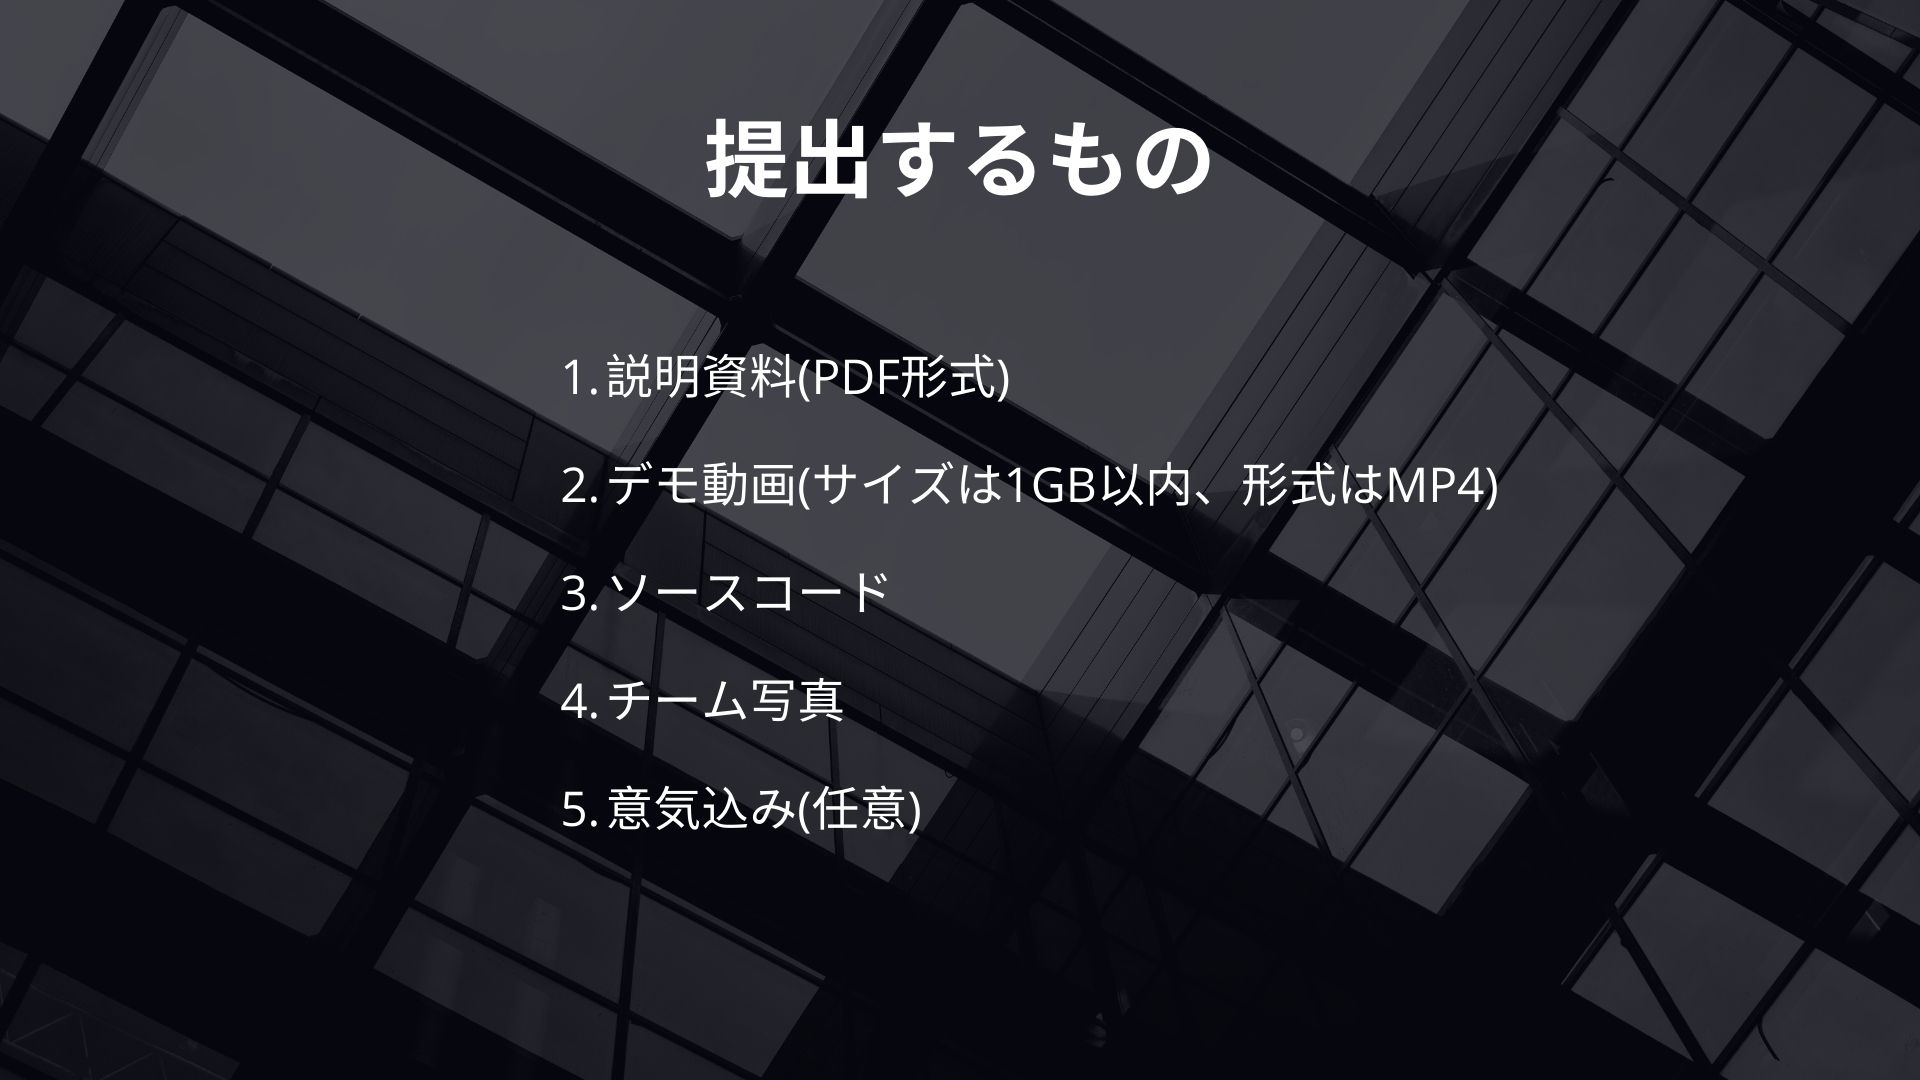 提出するもの
1. 説明資料(PDF形式)
2. デモ動画(サイズは1GB以内、形式はMP4)
3. ソースコード
4. チーム写真
5. 意気込み(任意)